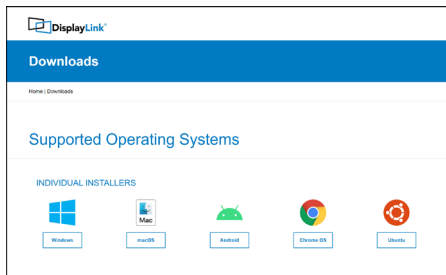 DisplayLink
Downloads
Home | Downloads
Supported Operating Systems
INDIVIDUAL INSTALLERS
Mac
Windows
macOS
Android
Chrome OS
Ubuntu